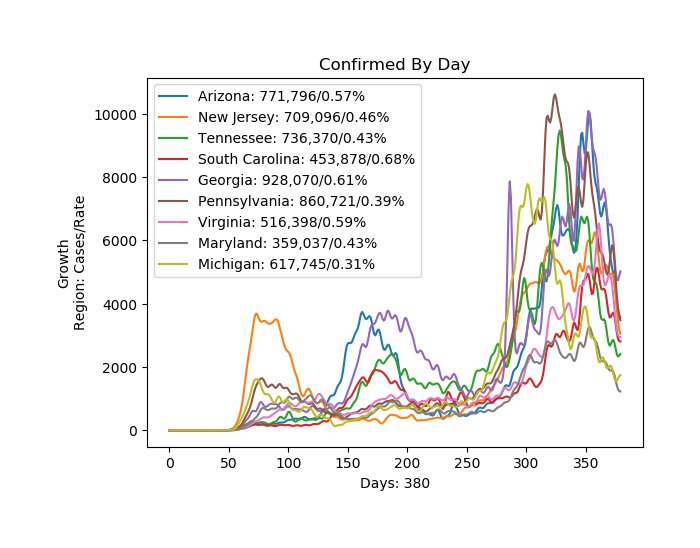 Confirmed By Day
Growth
Region: Cases/Rate
10000
8000
6000
4000
2000
0
Arizona: 771,796/0.57%
New Jersey: 709,096/0.46%
Tennessee: 736,370/0.43%
South Carolina: 453,878/0.68%
Georgia: 928,070/0.61%
Pennsylvania: 860,721/0.39%
Virginia: 516,398/0.59%
Maryland: 359,037/0.43%
Michigan: 617,745/0.31%
0 50 100 150 200 250 300 350
Days: 380